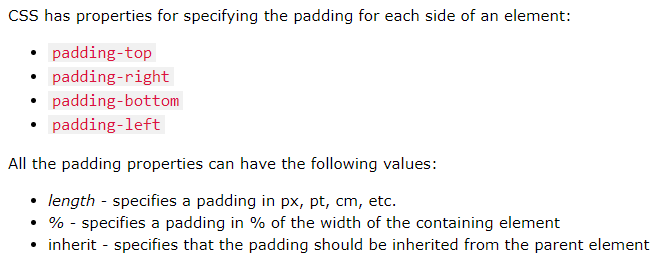 CSS has properties for specifying the padding for each side of an element:
• padding-top
• padding-right
• padding-bottom
• padding-left
All the padding properties can have the following values:
• length - specifies a padding in px, pt, cm, etc.
• % - specifies a padding in % of the width of the containing element
• inherit - specifies that the padding should be inherited from the parent element